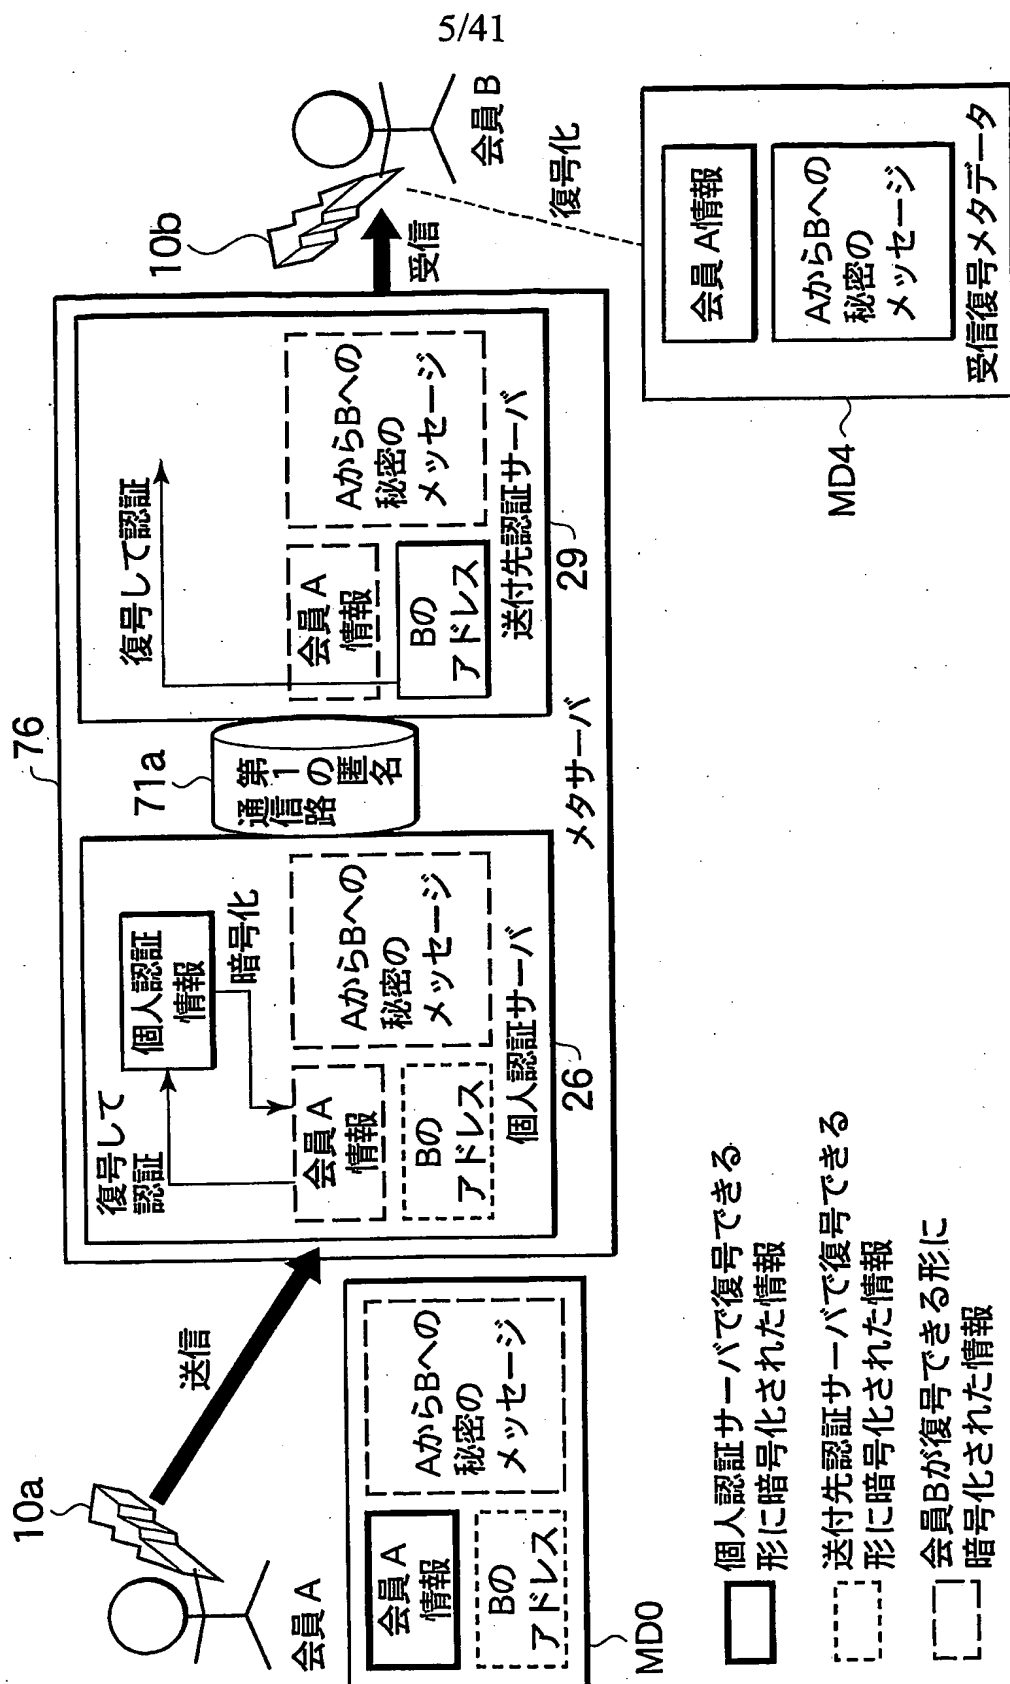 5/41
10a
送信
会員 A
会員 A
情報
Bの
アドレス
AからBへの
秘密の
メッセージ
MD0
76
復号して
認証
個人認証
情報
暗号化
会員 A
情報
Bの
アドレス
AからBへの
秘密の
メッセージ
個人認証サーバ
26
71a
第1の匿名
通信路
メタサーバ
復号して認証
会員 A
情報
Bの
アドレス
AからBへの
秘密の
メッセージ
送付先認証サーバ
29
受信
10b
会員 B
復号化
会員 A情報
AからBへの
秘密の
メッセージ
受信復号メタデータ
MD4
個人認証サーバで復号できる
形に暗号化された情報
送付先認証サーバで復号できる
形に暗号化された情報
会員Bが復号できる形に
暗号化された情報